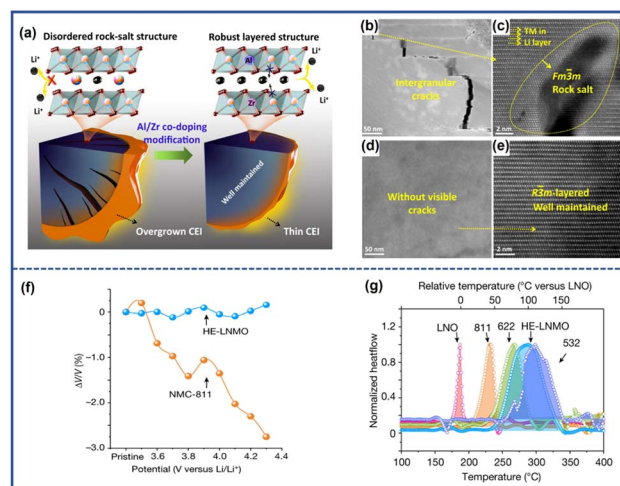 (a)
Disordered rock-salt structure
Robust layered structure
Li⁺
Li⁺
Al
Zr
Al/Zr co-doping
modification
Well maintained
Overgrown CEI
Thin CEI
(b)
Intergranular
cracks
50 nm
(c)
TM in
Li layer
Fm3̄m
Rock salt
2 nm
(d)
Without visible
cracks
50 nm
(e)
R3̄m-layered
Well maintained
2 nm
(f)
ΔV/V (%)
1.0
0
−1.0
−2.0
−3.0
HE-LNMO
NMC-811
Pristine 3.6 3.8 4.0 4.2 4.4
Potential (V versus Li/Li⁺)
(g)
Relative temperature (°C versus LNO)
0 50 100 150
Normalized heatflow
1.2
0.8
0.4
0
LNO 811 622 HE-LNMO
532
100 150 200 250 300 350 400
Temperature (°C)